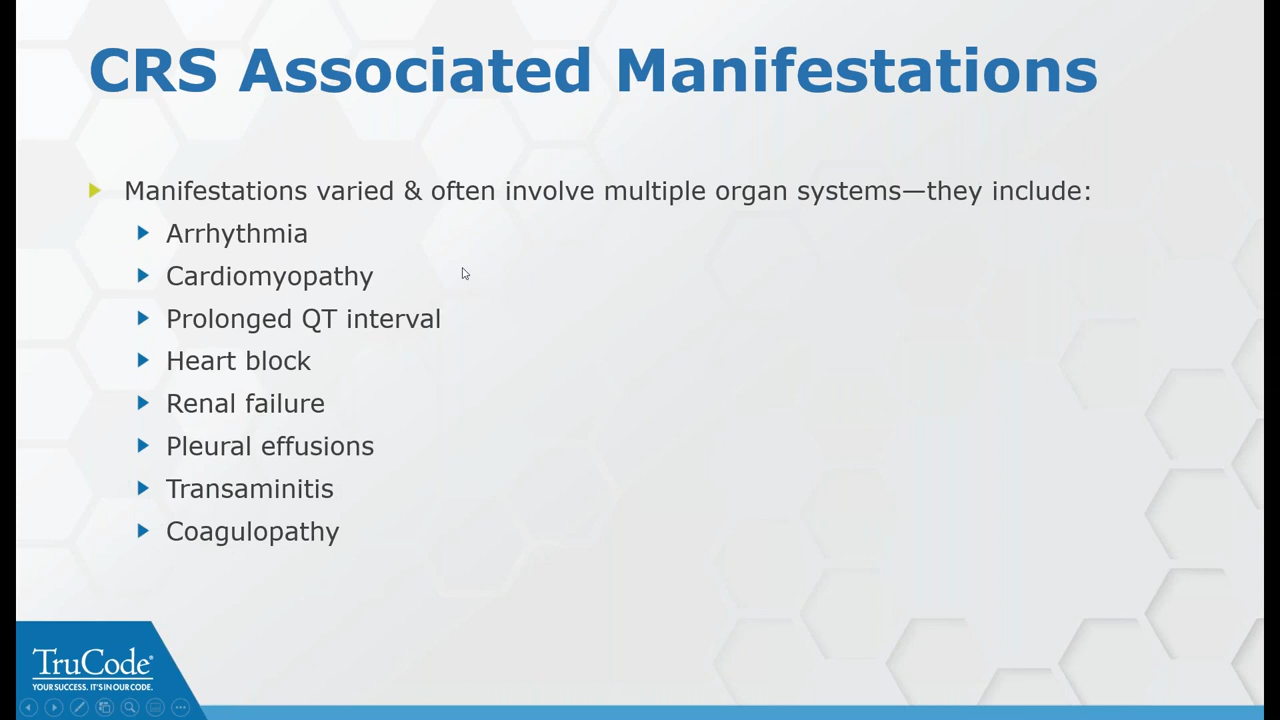 CRS Associated Manifestations
Manifestations varied & often involve multiple organ systems—they include:
Arrhythmia
Cardiomyopathy
Prolonged QT interval
Heart block
Renal failure
Pleural effusions
Transaminitis
Coagulopathy
TruCode®
YOUR SUCCESS. IT'S IN OUR CODE.